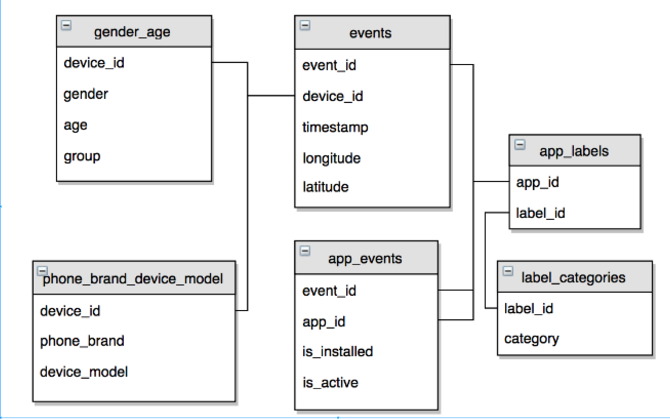 gender_age
device_id
gender
age
group
events
event_id
device_id
timestamp
longitude
latitude
app_labels
app_id
label_id
phone_brand_device_model
device_id
phone_brand
device_model
app_events
event_id
app_id
is_installed
is_active
label_categories
label_id
category